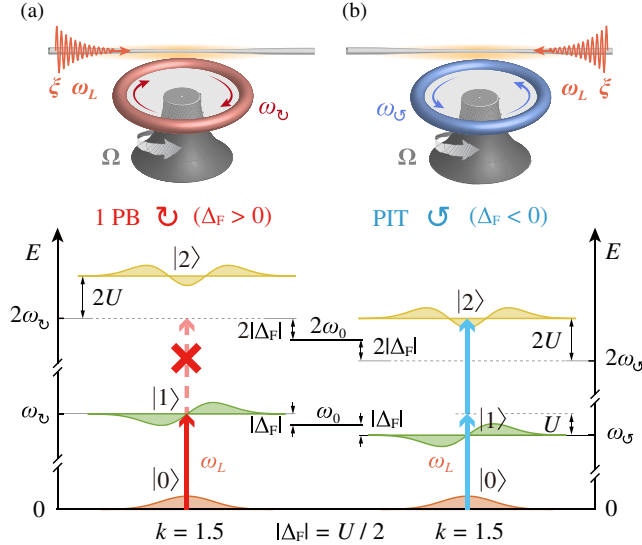 (a)
(b)
ξ ω_L
ω_L ξ
ω_↻
ω_↺
Ω
Ω
1 PB ↻ (Δ_F > 0)
PIT ↺ (Δ_F < 0)
E
E
|2⟩
2U
2ω_↻
2|Δ_F|
2ω_0
|2⟩
2|Δ_F|
2U
2ω_↺
|1⟩
ω_↻
|Δ_F|
ω_0
|Δ_F|
|1⟩
U
ω_↺
ω_L
ω_L
|0⟩
|0⟩
0
0
k = 1.5
|Δ_F| = U / 2
k = 1.5